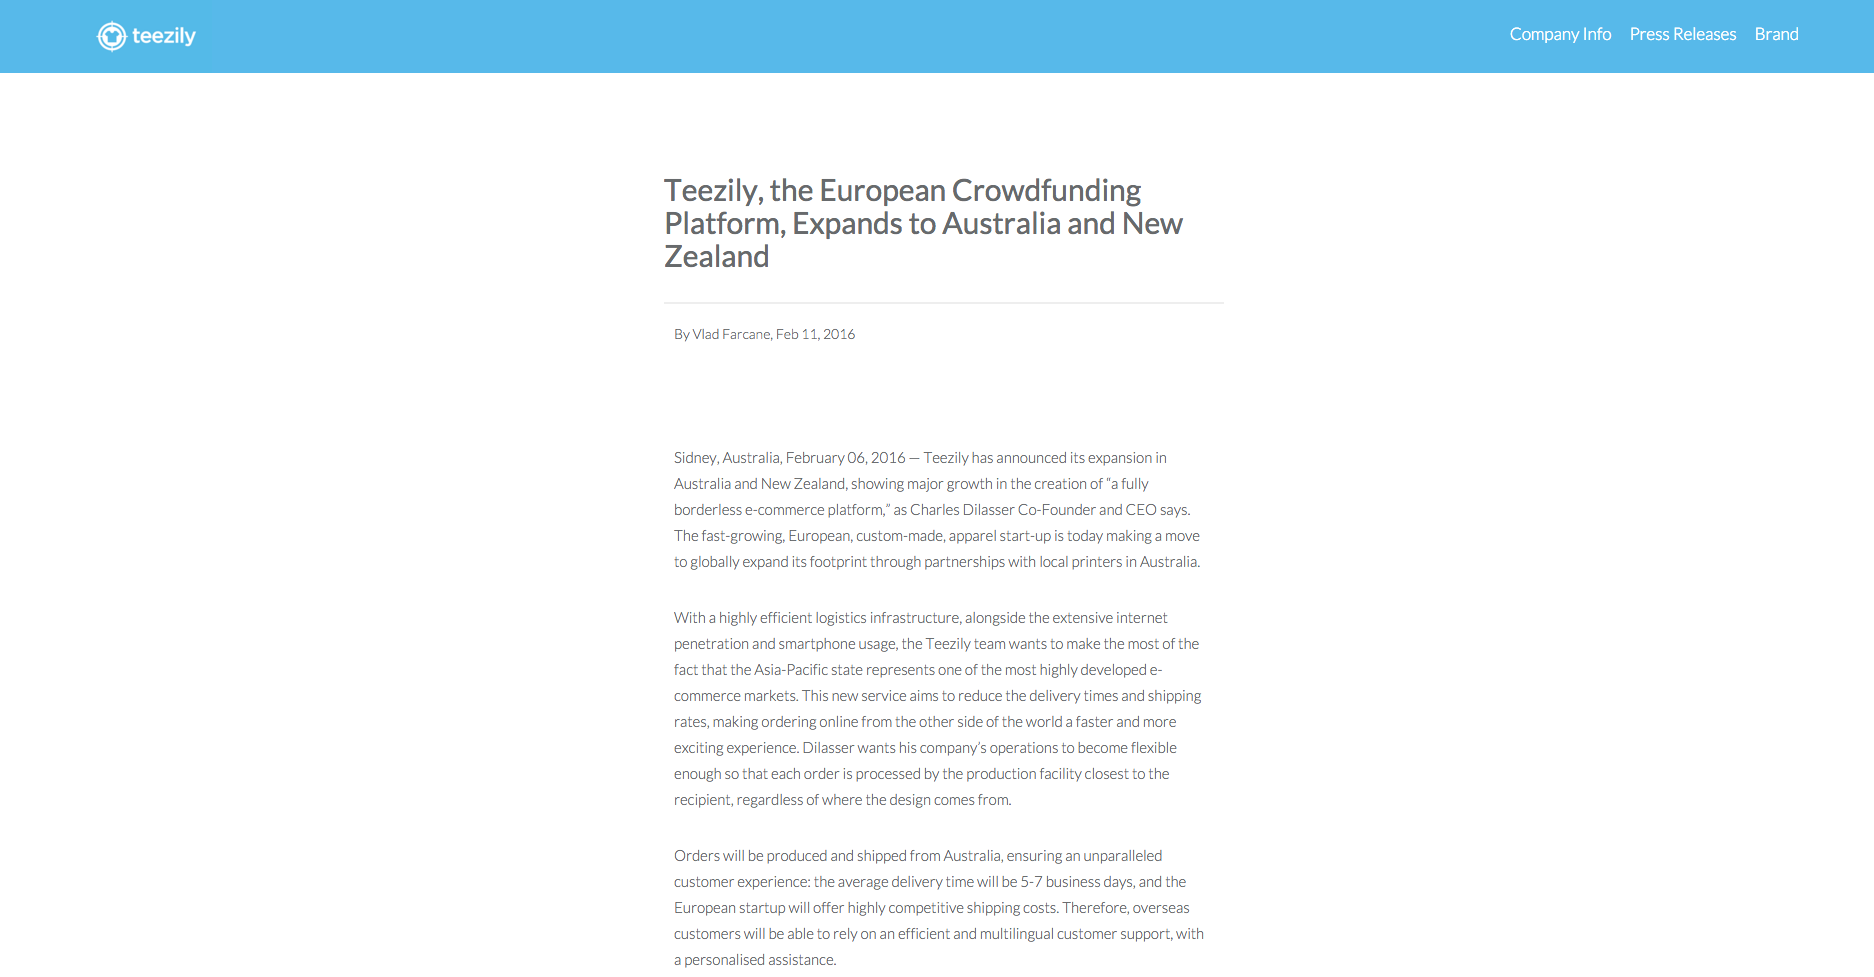 teezily
Company Info Press Releases Brand
Teezily, the European Crowdfunding
Platform, Expands to Australia and New
Zealand
By Vlad Farcane, Feb 11, 2016
Sidney, Australia, February 06, 2016 — Teezily has announced its expansion in
Australia and New Zealand, showing major growth in the creation of “a fully
borderless e-commerce platform,” as Charles Dilasser Co-Founder and CEO says.
The fast-growing, European, custom-made, apparel start-up is today making a move
to globally expand its footprint through partnerships with local printers in Australia.
With a highly efficient logistics infrastructure, alongside the extensive internet
penetration and smartphone usage, the Teezily team wants to make the most of the
fact that the Asia-Pacific state represents one of the most highly developed e-
commerce markets. This new service aims to reduce the delivery times and shipping
rates, making ordering online from the other side of the world a faster and more
exciting experience. Dilasser wants his company’s operations to become flexible
enough so that each order is processed by the production facility closest to the
recipient, regardless of where the design comes from.
Orders will be produced and shipped from Australia, ensuring an unparalleled
customer experience: the average delivery time will be 5-7 business days, and the
European startup will offer highly competitive shipping costs. Therefore, overseas
customers will be able to rely on an efficient and multilingual customer support, with
a personalised assistance.